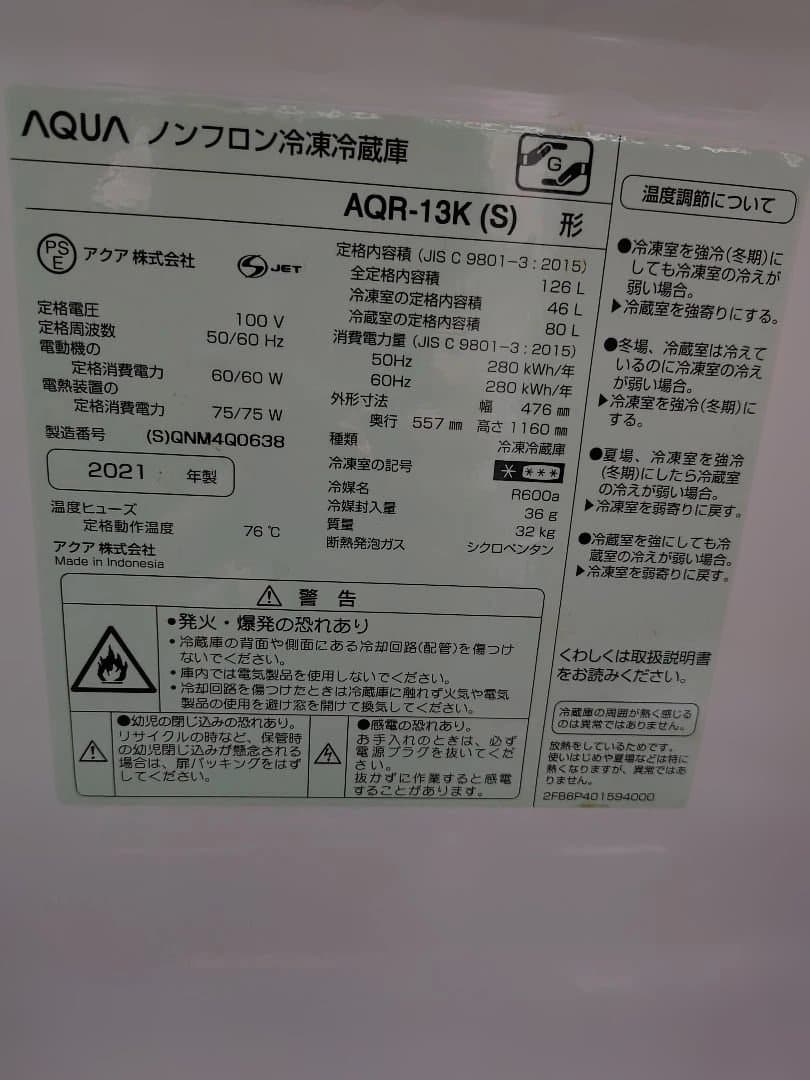 AQUA ノンフロン冷凍冷蔵庫
G
AQR-13K (S) 形
PS
E
アクア 株式会社
S JET
定格電圧 100 V
定格周波数 50/60 Hz
電動機の
定格消費電力 60/60 W
電熱装置の
定格消費電力 75/75 W
製造番号 (S)QNM4Q0638
2021 年製
温度ヒューズ
定格動作温度 76 ℃
アクア 株式会社
Made in Indonesia
定格内容積 (JIS C 9801-3 : 2015)
全定格内容積 126 L
冷凍室の定格内容積 46 L
冷蔵室の定格内容積 80 L
消費電力量 (JIS C 9801-3 : 2015)
50Hz 280 kWh/年
60Hz 280 kWh/年
外形寸法 幅 476 ㎜
奥行 557 ㎜ 高さ 1160 ㎜
種類 冷凍冷蔵庫
冷凍室の記号 * ***
冷媒名 R600a
冷媒封入量 36 g
質量 32 kg
断熱発泡ガス シクロペンタン
⚠ 警 告
•発火・爆発の恐れあり
•冷蔵庫の背面や側面にある冷却回路(配管)を傷つけ
ないでください。
•庫内では電気製品を使用しないでください。
•冷却回路を傷つけたときは冷蔵庫に触れず火気や電気
製品の使用を避け窓を開けて換気してください。
●幼児の閉じ込みの恐れあり。
リサイクルの時など、保管時
の幼児閉じ込みが懸念される
場合は、扉パッキングをはず
してください。
●感電の恐れあり。
お手入れのときは、必ず
電源プラグを抜いてくだ
さい。
抜かずに作業すると感電
することがあります。
温度調節について
●冷凍室を強冷(冬期)に
しても冷凍室の冷えが
弱い場合。
▶冷蔵室を強寄りにする。
●冬場、冷蔵室は冷えて
いるのに冷凍室の冷え
が弱い場合。
▶冷凍室を強冷(冬期)に
する。
●夏場、冷凍室を強冷
(冬期)にしたら冷蔵室
の冷えが弱い場合。
▶冷凍室を弱寄りに戻す。
●冷蔵室を強にしても冷
蔵室の冷えが弱い場合。
▶冷凍室を弱寄りに戻す。
くわしくは取扱説明書
をお読みください。
冷蔵庫の周囲が熱く感じる
のは異常ではありません。
放熱をしているためです。
使いはじめや夏場などは特に
熱くなりますが、異常ではあ
りません。
2FB6P401594000